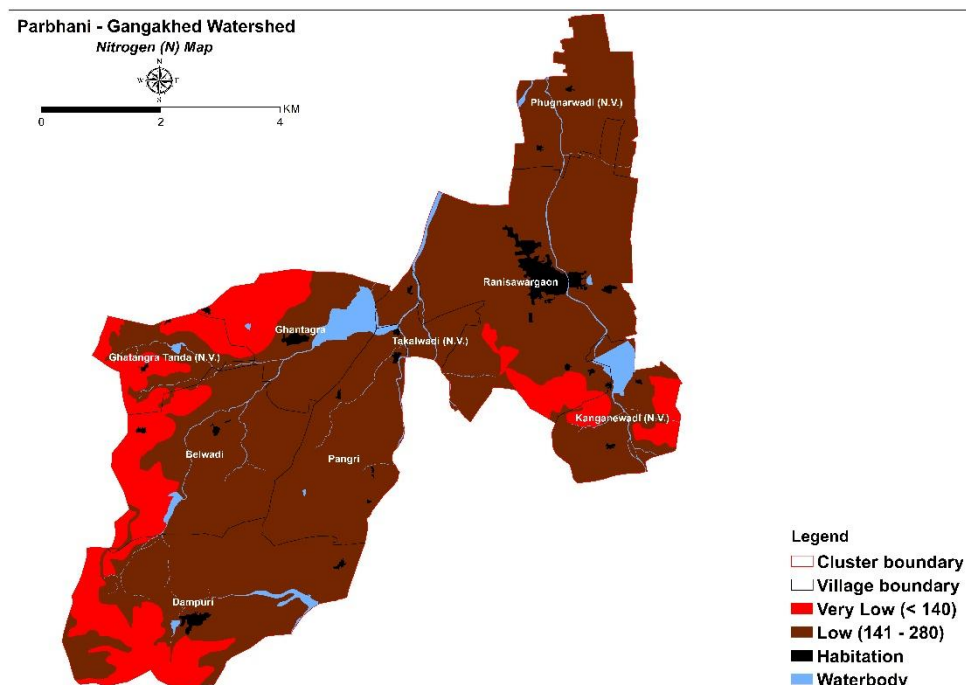 Parbhani - Gangakhed Watershed
Nitrogen (N) Map
N
W
S
KM
0
2
4
Phugnarwadi (N.V.)
Ranisawargaon
Ghantagra
Takalwadi (N.V.)
Ghatangra Tanda (N.V.)
Kanganewadi (N.V.)
Belwadi
Pangri
Dampuri
Legend
Cluster boundary
Village boundary
Very Low (< 140)
Low (141 - 280)
Habitation
Waterbody